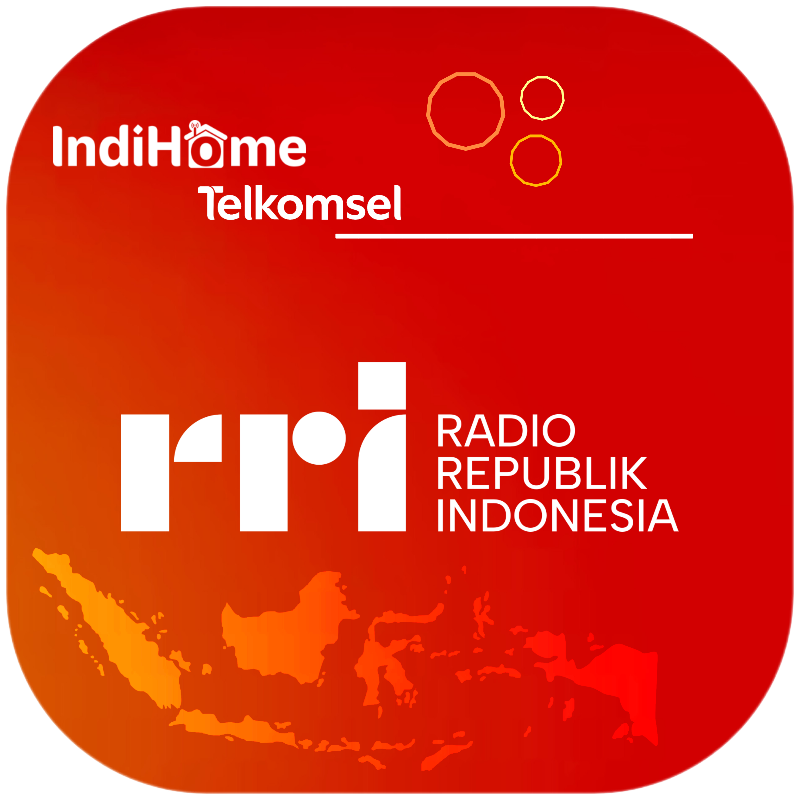 IndiHome
Telkomsel
rri
RADIO
REPUBLIK
INDONESIA